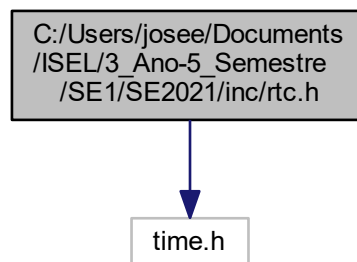 C:/Users/josee/Documents
/ISEL/3_Ano-5_Semestre
/SE1/SE2021/inc/rtc.h
time.h